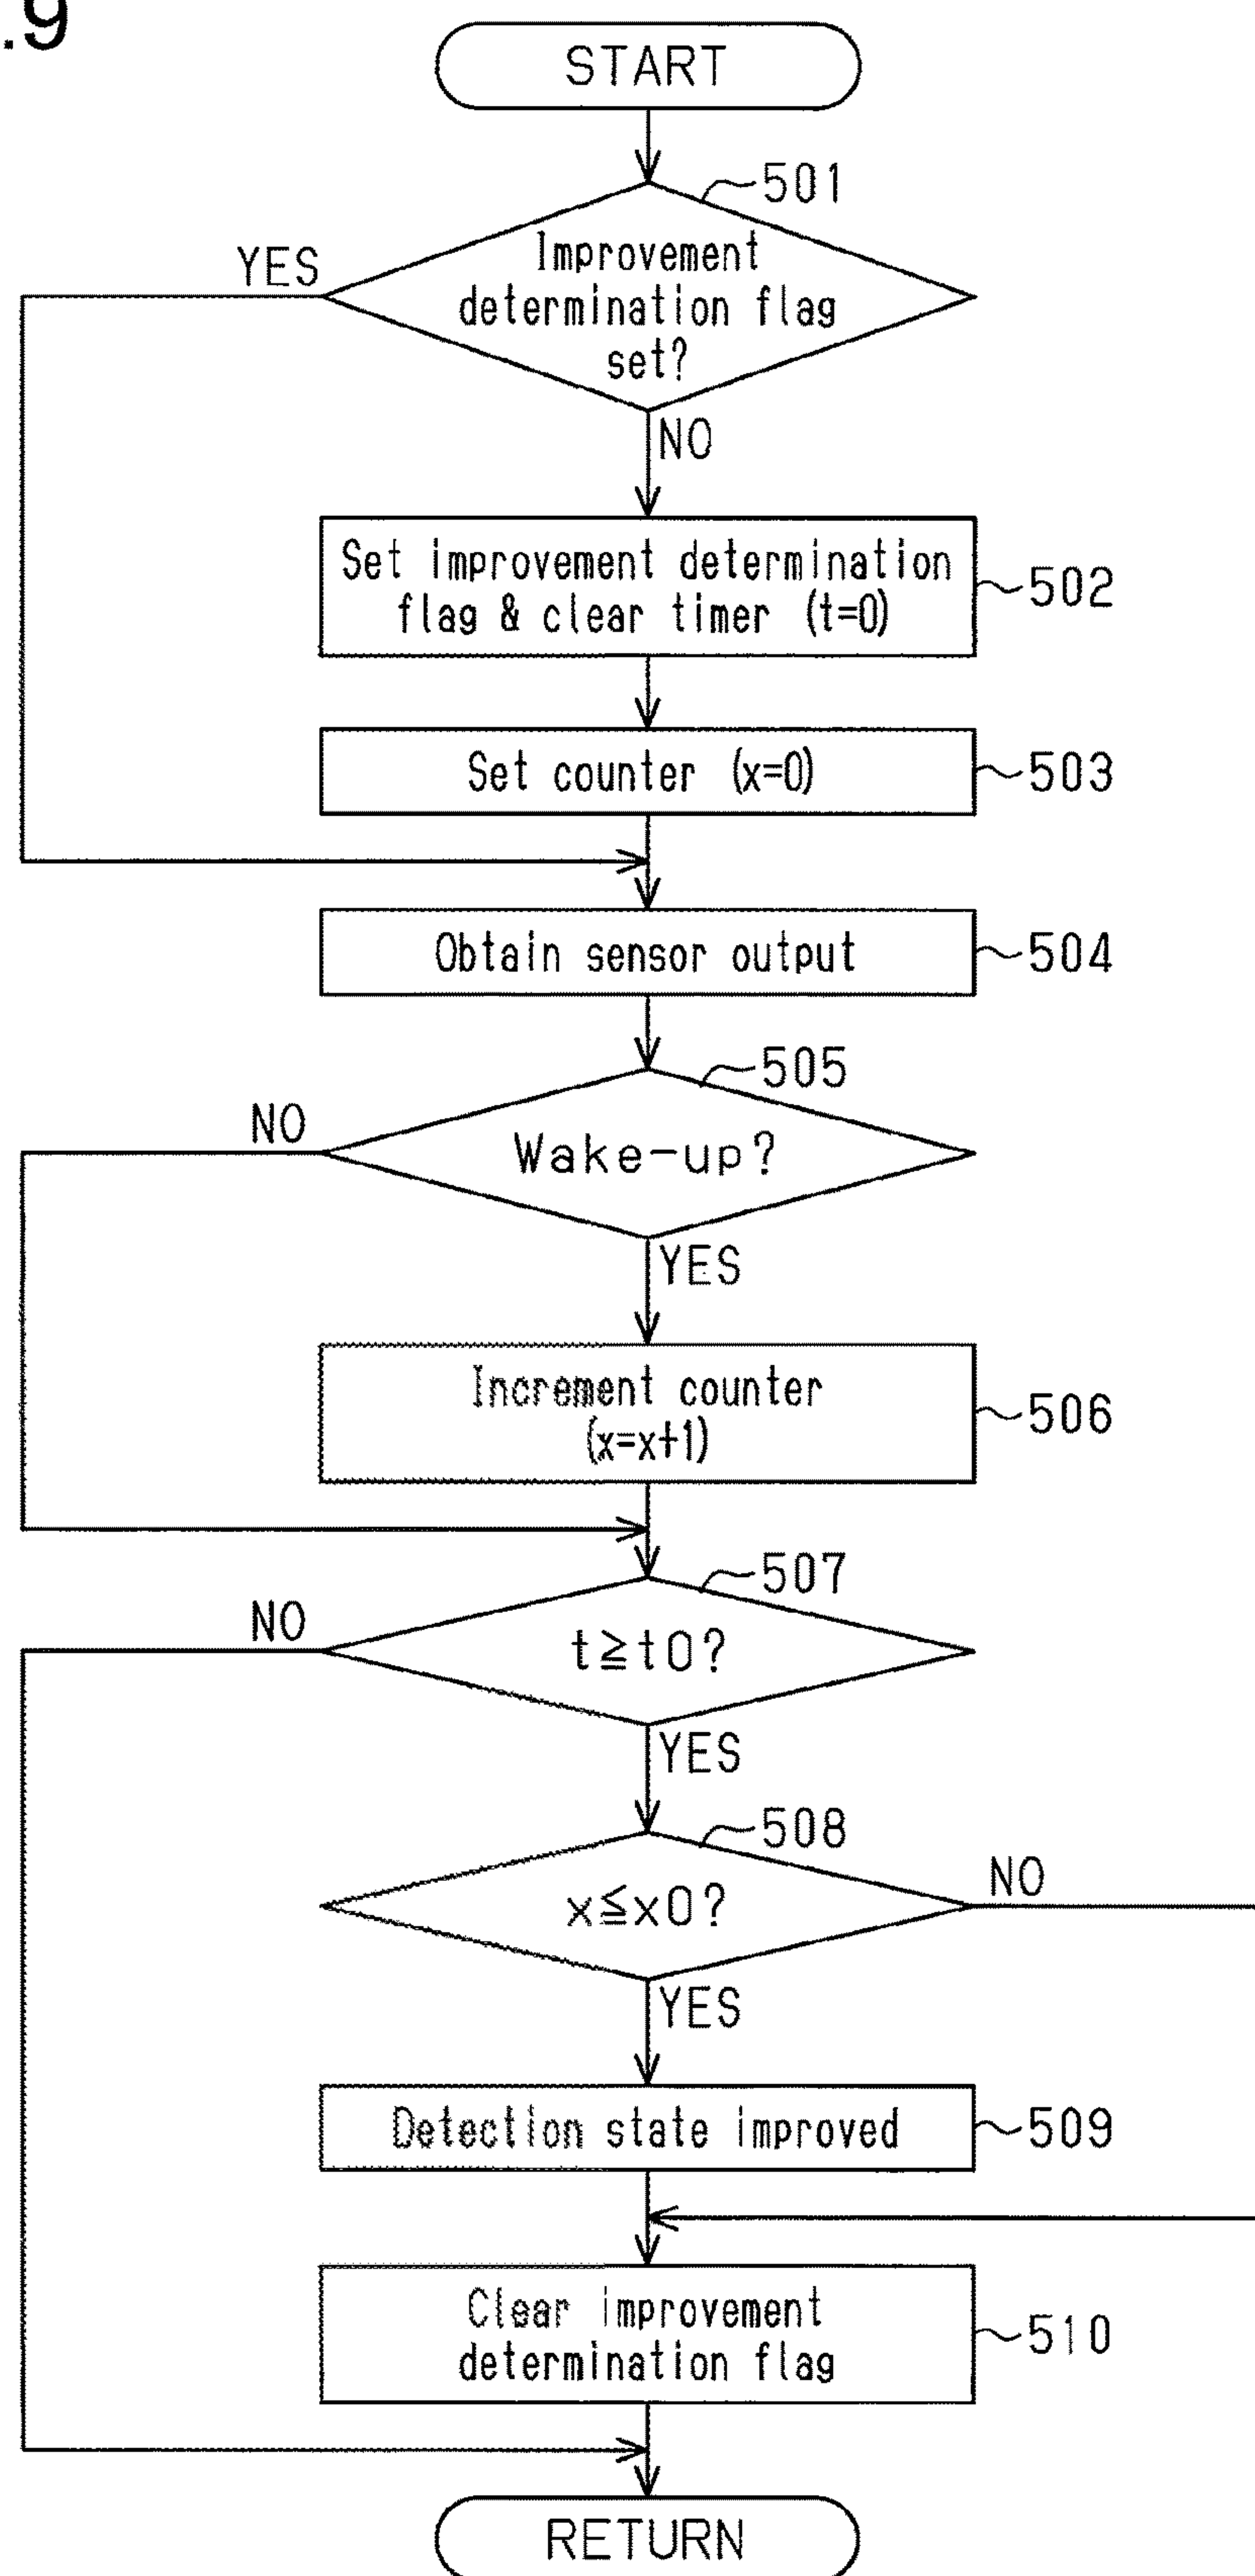 .9
START
501
YES
Improvement
determination flag
set?
NO
Set improvement determination
flag & clear timer (t=0)
502
Set counter (x=0)
503
Obtain sensor output
504
505
NO
Wake-up?
YES
Increment counter
(x=x+1)
506
507
NO
t≧t0?
YES
508
NO
x≦x0?
YES
Detection state improved
509
Clear improvement
determination flag
510
RETURN